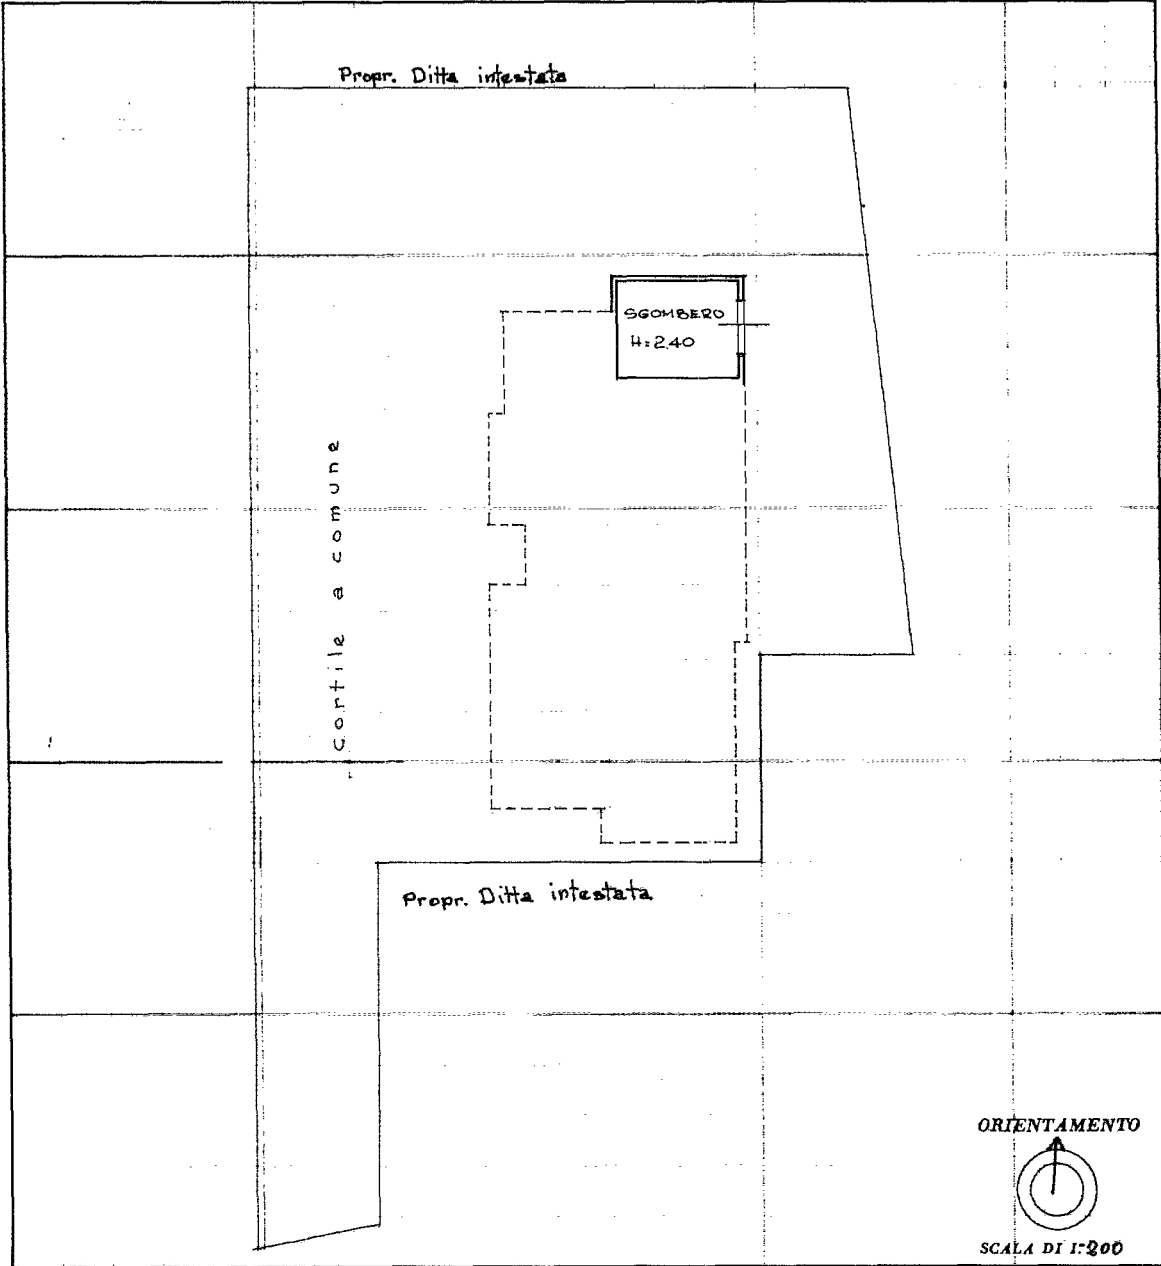 Propr. Ditta intestata
SGOMBERO
H=2.40
cortile a comune
Propr. Ditta intestata
ORIENTAMENTO
SCALA DI 1:200